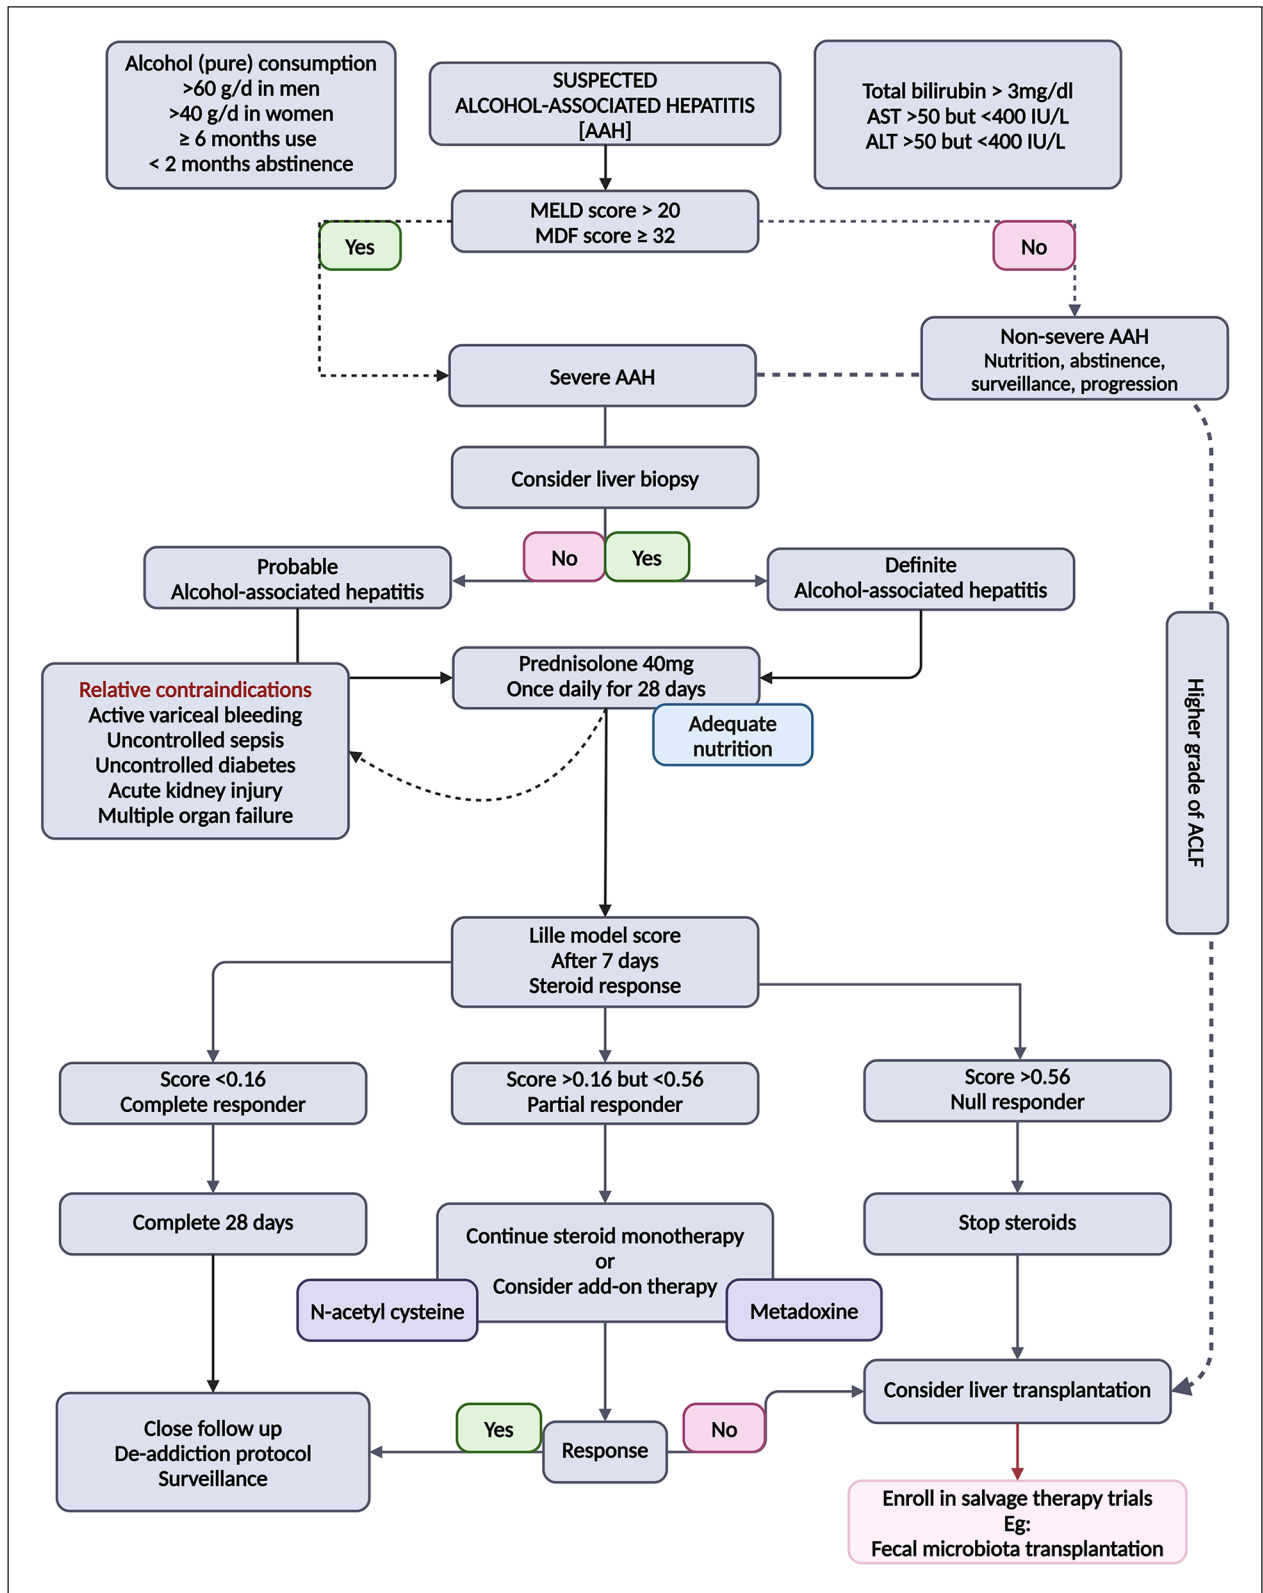 Alcohol (pure) consumption
>60 g/d in men
>40 g/d in women
≥ 6 months use
< 2 months abstinence
SUSPECTED
ALCOHOL-ASSOCIATED HEPATITIS
[AAH]
Total bilirubin > 3mg/dl
AST >50 but <400 IU/L
ALT >50 but <400 IU/L
MELD score > 20
MDF score ≥ 32
Yes
No
Non-severe AAH
Nutrition, abstinence,
surveillance, progression
Severe AAH
Consider liver biopsy
No
Yes
Probable
Alcohol-associated hepatitis
Definite
Alcohol-associated hepatitis
Prednisolone 40mg
Once daily for 28 days
Adequate
nutrition
Relative contraindications
Active variceal bleeding
Uncontrolled sepsis
Uncontrolled diabetes
Acute kidney injury
Multiple organ failure
Higher grade of ACLF
Lille model score
After 7 days
Steroid response
Score <0.16
Complete responder
Score >0.16 but <0.56
Partial responder
Score >0.56
Null responder
Complete 28 days
Continue steroid monotherapy
or
Consider add-on therapy
N-acetyl cysteine
Metadoxine
Stop steroids
Consider liver transplantation
Close follow up
De-addiction protocol
Surveillance
Yes
Response
No
Enroll in salvage therapy trials
Eg:
Fecal microbiota transplantation